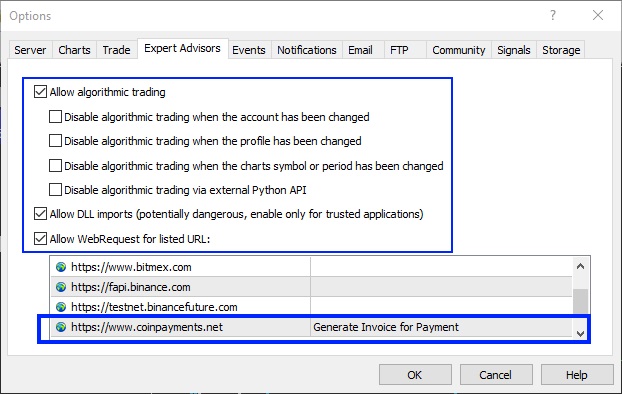 Options
Server Charts Trade Expert Advisors Events Notifications Email FTP Community Signals Storage
Allow algorithmic trading
Disable algorithmic trading when the account has been changed
Disable algorithmic trading when the profile has been changed
Disable algorithmic trading when the charts symbol or period has been changed
Disable algorithmic trading via external Python API
Allow DLL imports (potentially dangerous, enable only for trusted applications)
Allow WebRequest for listed URL:
https://www.bitmex.com
https://fapi.binance.com
https://testnet.binancefuture.com
https://www.coinpayments.net Generate Invoice for Payment
OK Cancel Help